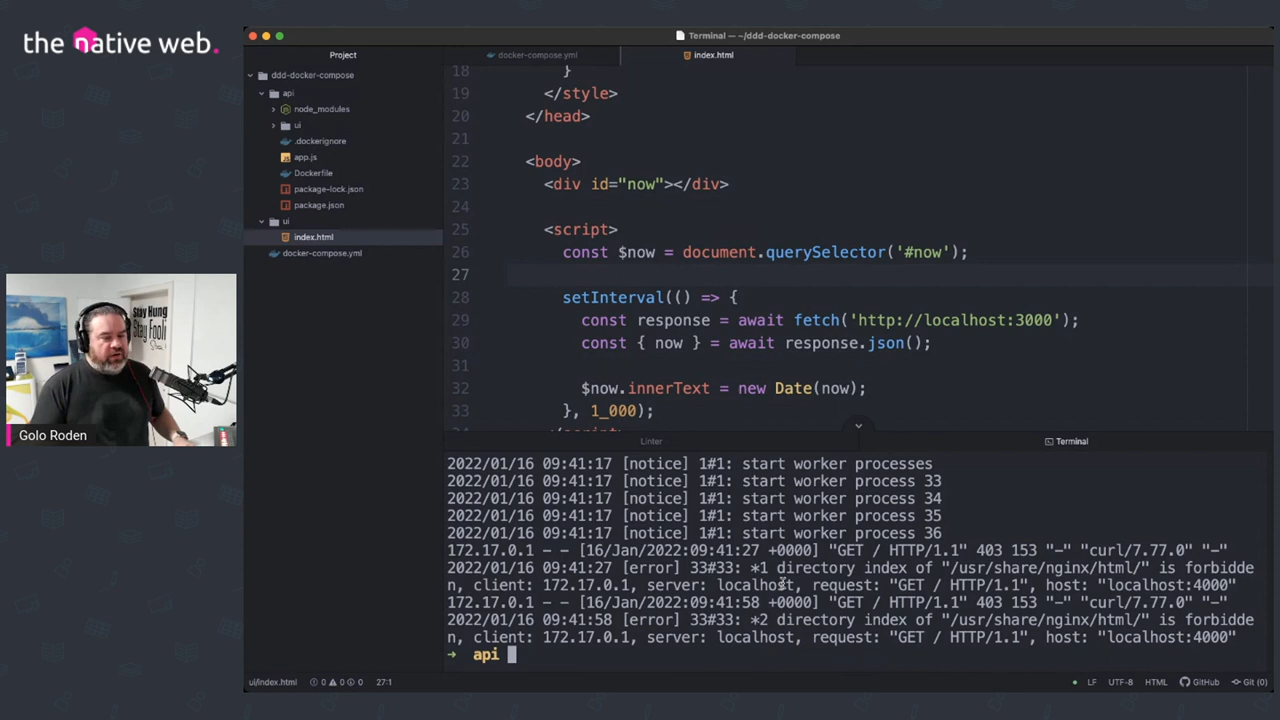 the native web.
Terminal — ~/ddd-docker-compose
Project
docker-compose.yml
index.html
ddd-docker-compose
api
node_modules
ui
.dockerignore
app.js
Dockerfile
package-lock.json
package.json
ui
index.html
docker-compose.yml
18 }
19 </style>
20 </head>
21
22 <body>
23 <div id="now"></div>
24
25 <script>
26 const $now = document.querySelector('#now');
27
28 setInterval(() => {
29 const response = await fetch('http://localhost:3000');
30 const { now } = await response.json();
31
32 $now.innerText = new Date(now);
33 }, 1_000);
34 </script>
Stay Hung
Stay Fooli
Golo Roden
Linter
Terminal
2022/01/16 09:41:17 [notice] 1#1: start worker processes
2022/01/16 09:41:17 [notice] 1#1: start worker process 33
2022/01/16 09:41:17 [notice] 1#1: start worker process 34
2022/01/16 09:41:17 [notice] 1#1: start worker process 35
2022/01/16 09:41:17 [notice] 1#1: start worker process 36
172.17.0.1 - - [16/Jan/2022:09:41:27 +0000] "GET / HTTP/1.1" 403 153 "-" "curl/7.77.0" "-"
2022/01/16 09:41:27 [error] 33#33: *1 directory index of "/usr/share/nginx/html/" is forbidde
n, client: 172.17.0.1, server: localhost, request: "GET / HTTP/1.1", host: "localhost:4000"
172.17.0.1 - - [16/Jan/2022:09:41:58 +0000] "GET / HTTP/1.1" 403 153 "-" "curl/7.77.0" "-"
2022/01/16 09:41:58 [error] 33#33: *2 directory index of "/usr/share/nginx/html/" is forbidde
n, client: 172.17.0.1, server: localhost, request: "GET / HTTP/1.1", host: "localhost:4000"
→ api
ui/index.html 0 0 0 27:1
LF UTF-8 HTML GitHub Git (0)